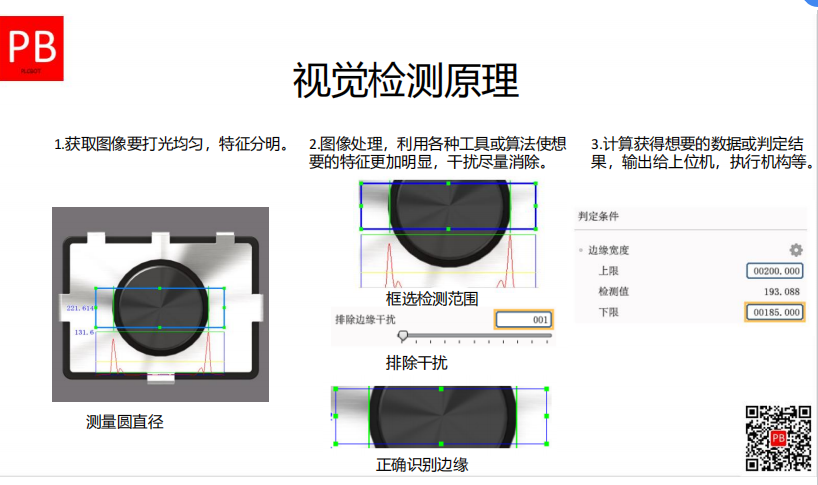 PB
视觉检测原理
1.获取图像要打光均匀，特征分明。
2.图像处理，利用各种工具或算法使想
要的特征更加明显，干扰尽量消除。
3.计算获得想要的数据或判定结
果，输出给上位机，执行机构等。
221.614
131.6
测量圆直径
框选检测范围
排除边缘干扰
001
排除干扰
正确识别边缘
判定条件
边缘宽度
上限 00200.000
检测值 193.088
下限 00185.000
PB